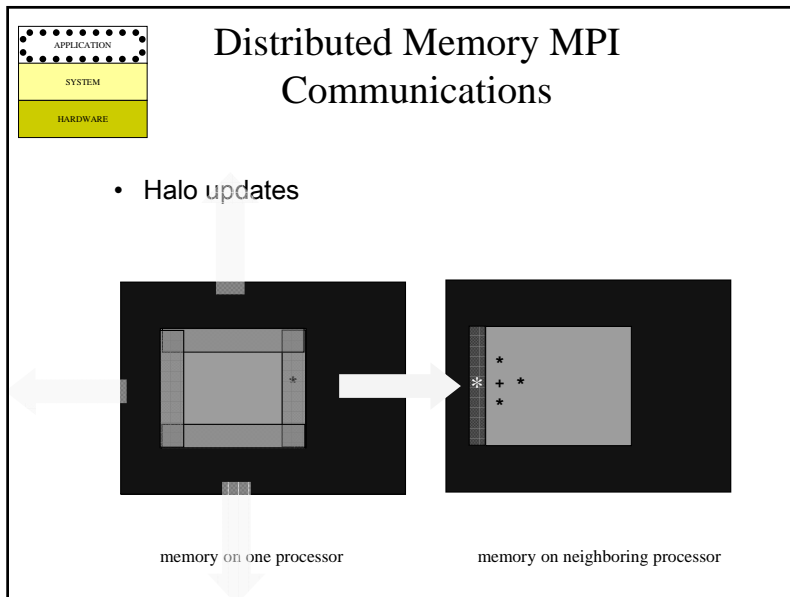 APPLICATION
SYSTEM
HARDWARE
Distributed Memory MPI
Communications
• Halo updates
*
*
* + *
*
memory on one processor
memory on neighboring processor